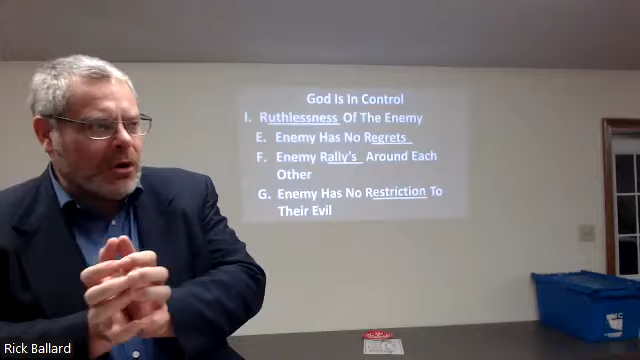 God Is In Control
I. Ruthlessness Of The Enemy
E. Enemy Has No Regrets
F. Enemy Rally's Around Each
Other
G. Enemy Has No Restriction To
Their Evil
Rick Ballard